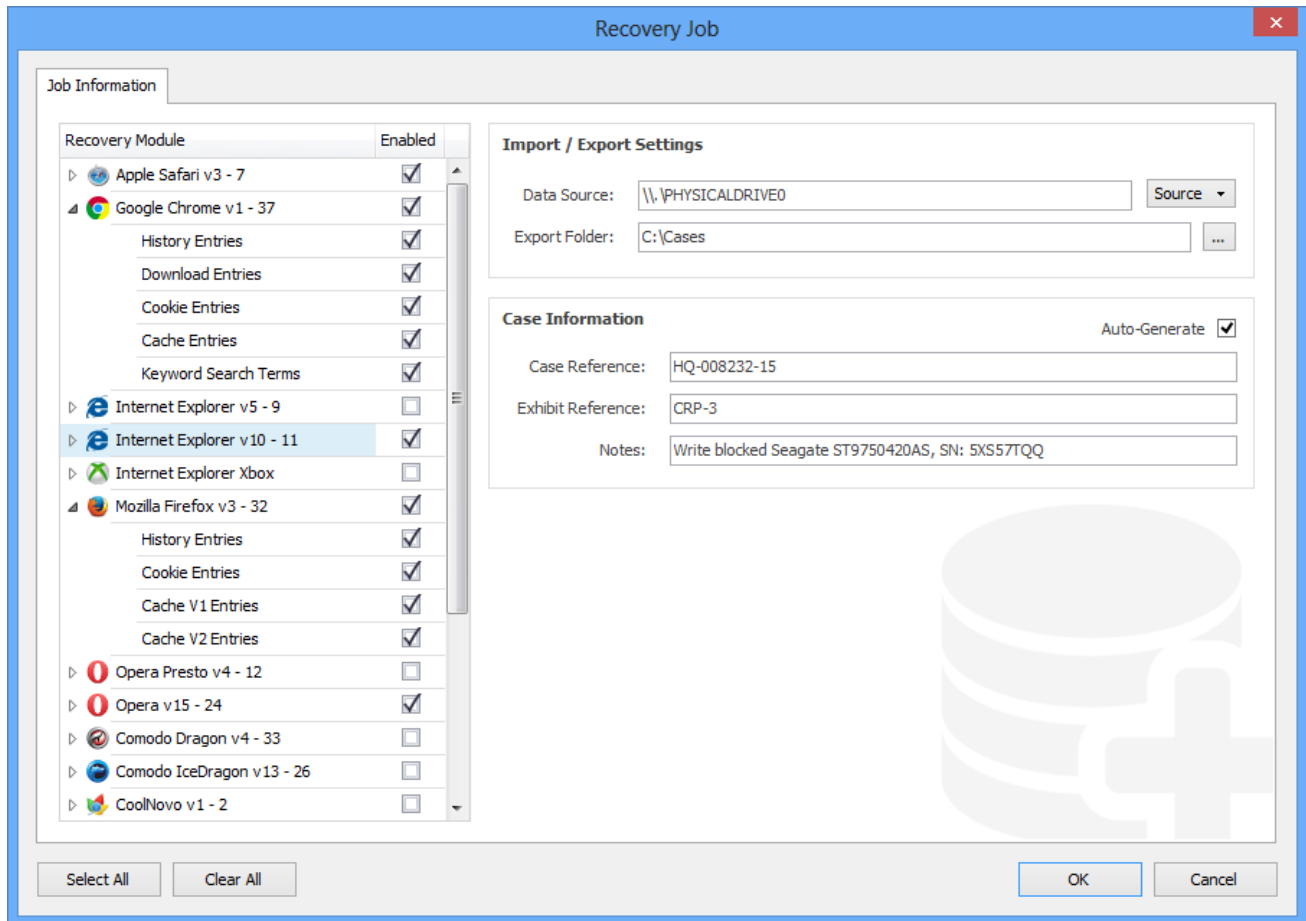 Recovery Job
Job Information
Recovery Module Enabled
Apple Safari v3 - 7
Google Chrome v1 - 37
History Entries
Download Entries
Cookie Entries
Cache Entries
Keyword Search Terms
Internet Explorer v5 - 9
Internet Explorer v10 - 11
Internet Explorer Xbox
Mozilla Firefox v3 - 32
History Entries
Cookie Entries
Cache V1 Entries
Cache V2 Entries
Opera Presto v4 - 12
Opera v15 - 24
Comodo Dragon v4 - 33
Comodo IceDragon v13 - 26
CoolNovo v1 - 2
Import / Export Settings
Data Source: \\.\PHYSICALDRIVE0 Source
Export Folder: C:\Cases ...
Case Information
Auto-Generate
Case Reference: HQ-008232-15
Exhibit Reference: CRP-3
Notes: Write blocked Seagate ST9750420AS, SN: 5XS57TQQ
Select All Clear All OK Cancel